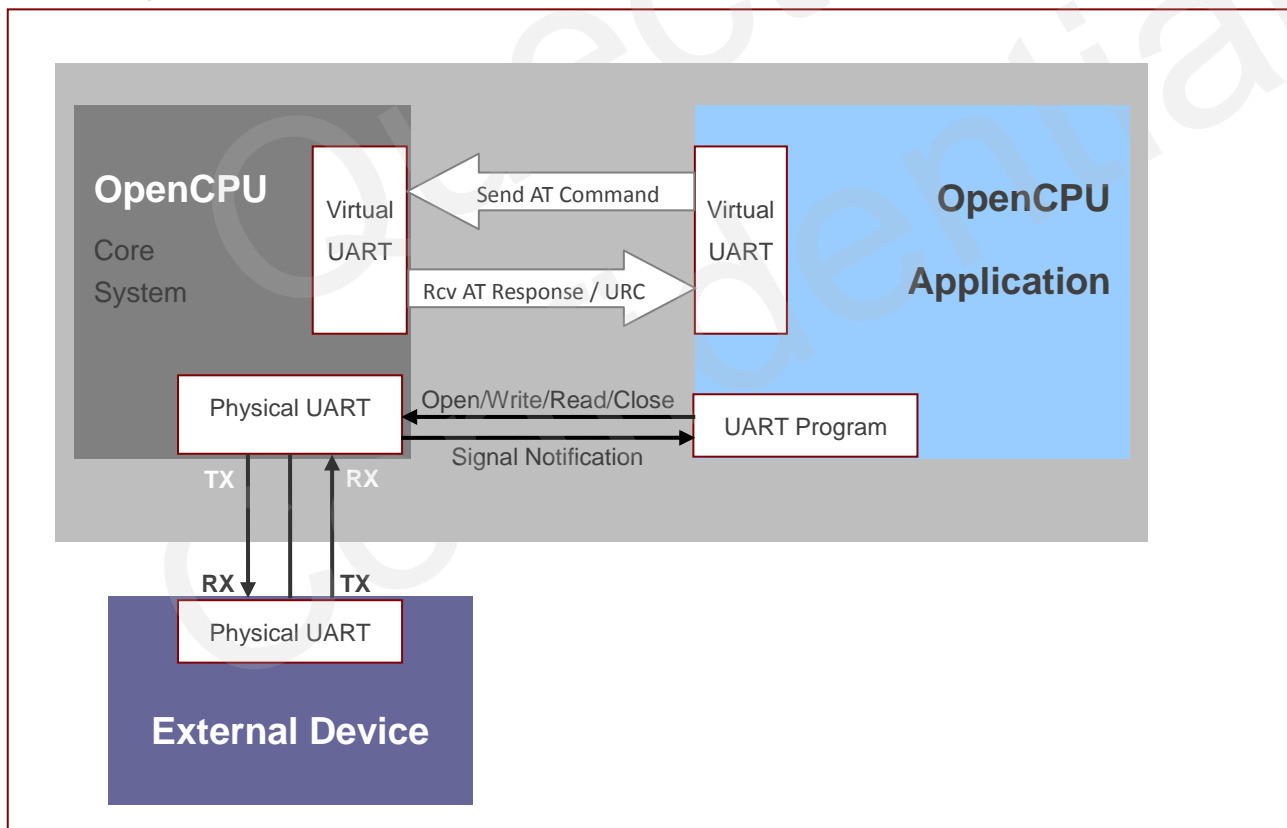 OpenCPU
Core
System
Virtual
UART
Send AT Command
Rcv AT Response / URC
Virtual
UART
OpenCPU
Application
Physical UART
Open/Write/Read/Close
Signal Notification
UART Program
TX
RX
RX
TX
Physical UART
External Device